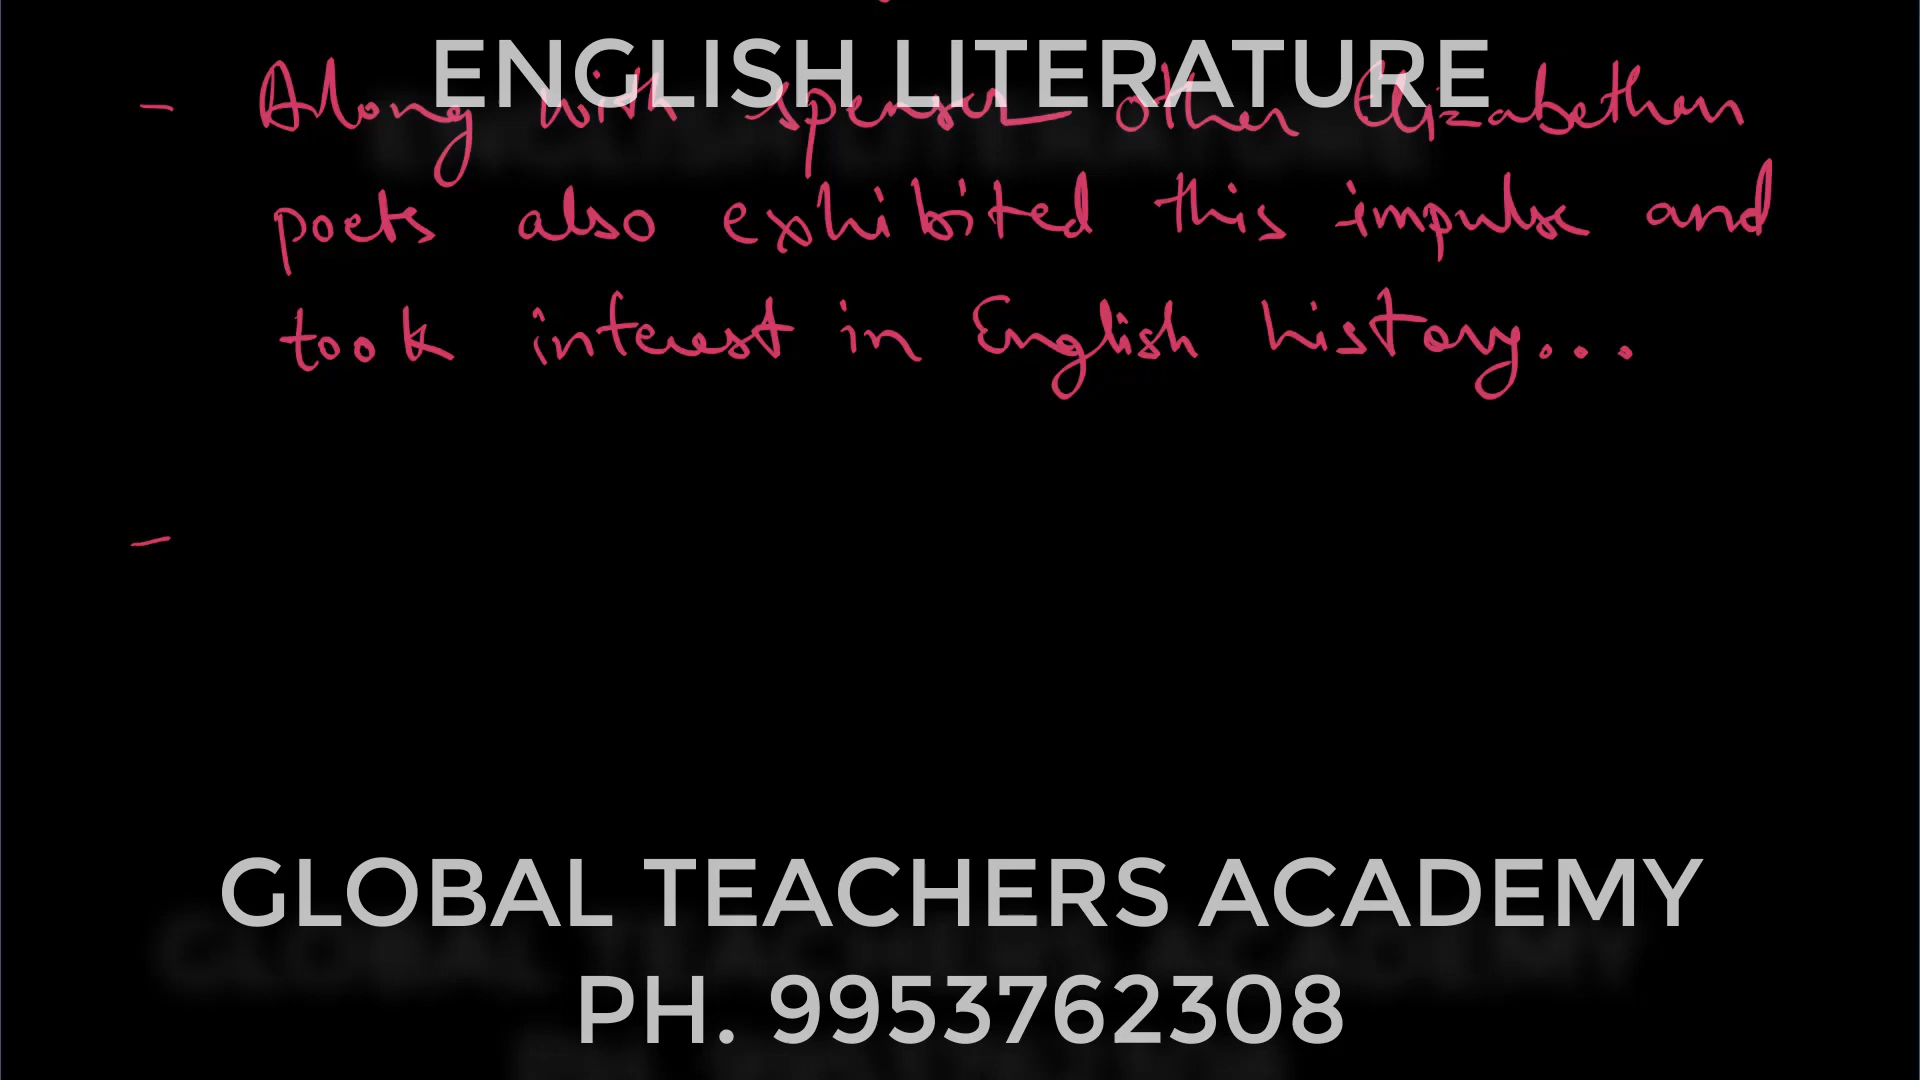 ENGLISH LITERATURE
- Along with spenser other Elizabethan
poets also exhibited this impulse and
took interest in English history...
-
GLOBAL TEACHERS ACADEMY
PH. 9953762308